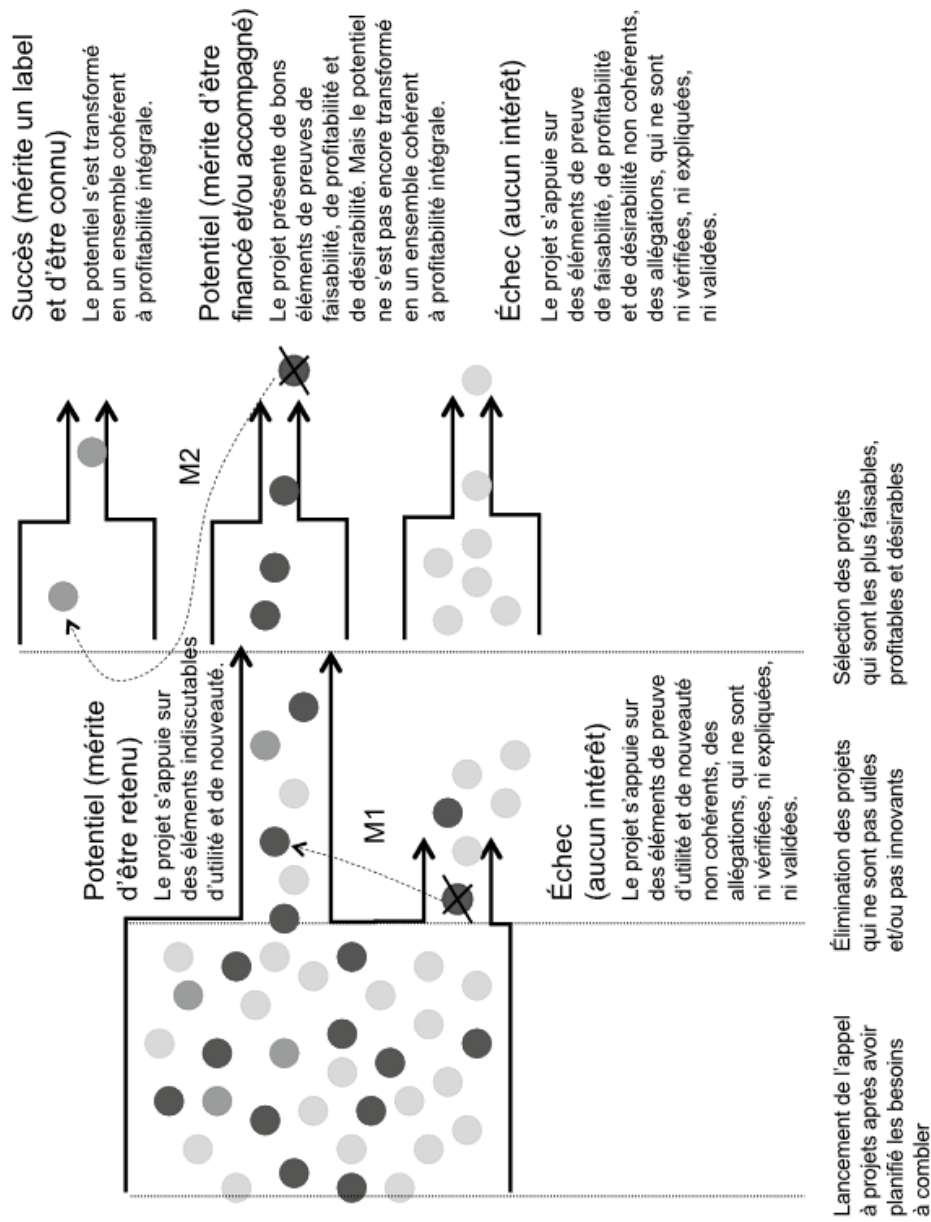 Succès (mérite un label
et d'être connu)
Le potentiel s'est transformé
en un ensemble cohérent
à profitabilité intégrale.
Potentiel (mérite d'être
financé et/ou accompagné)
Le projet présente de bons
éléments de preuves de
faisabilité, de profitabilité et
de désirabilité. Mais le potentiel
ne s'est pas encore transformé
en un ensemble cohérent
à profitabilité intégrale.
Échec (aucun intérêt)
Le projet s'appuie sur
des éléments de preuve
de faisabilité, de profitabilité
et de désirabilité non cohérents,
des allégations, qui ne sont
ni vérifiées, ni expliquées,
ni validées.
M2
Potentiel (mérite
d'être retenu)
Le projet s'appuie sur
des éléments indiscutables
d'utilité et de nouveauté.
M1
Échec
(aucun intérêt)
Le projet s'appuie sur
des éléments de preuve
d'utilité et de nouveauté
non cohérents, des
allégations, qui ne sont
ni vérifiées, ni expliquées,
ni validées.
Lancement de l'appel
à projets après avoir
planifié les besoins
à combler
Élimination des projets
qui ne sont pas utiles
et/ou pas innovants
Sélection des projets
qui sont les plus faisables,
profitables et désirables